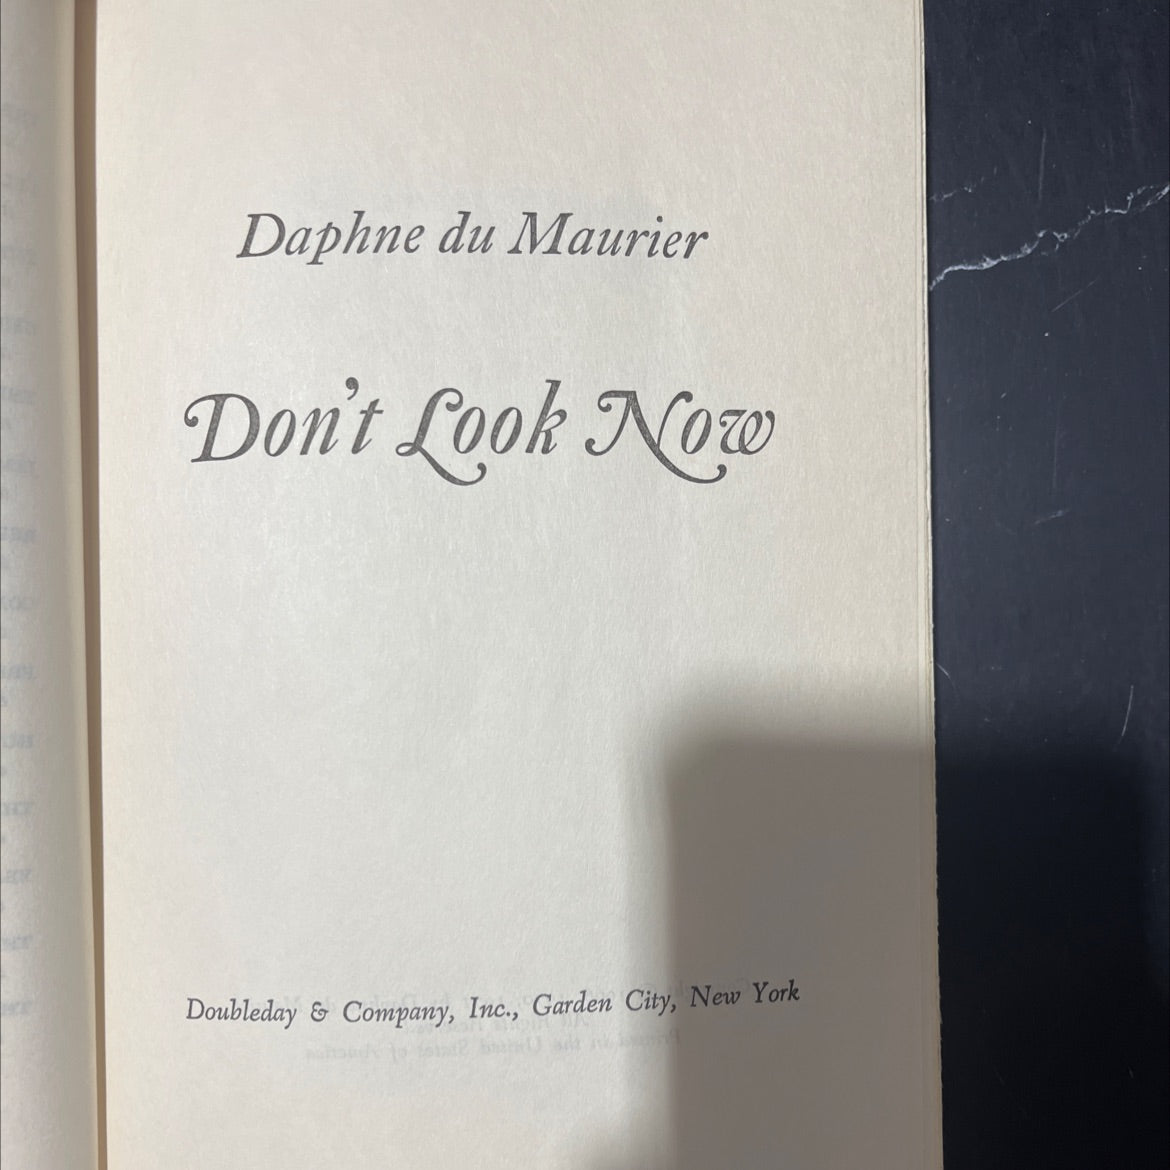 Daphne du Maurier
Don't Look Now
Doubleday & Company, Inc., Garden City, New York